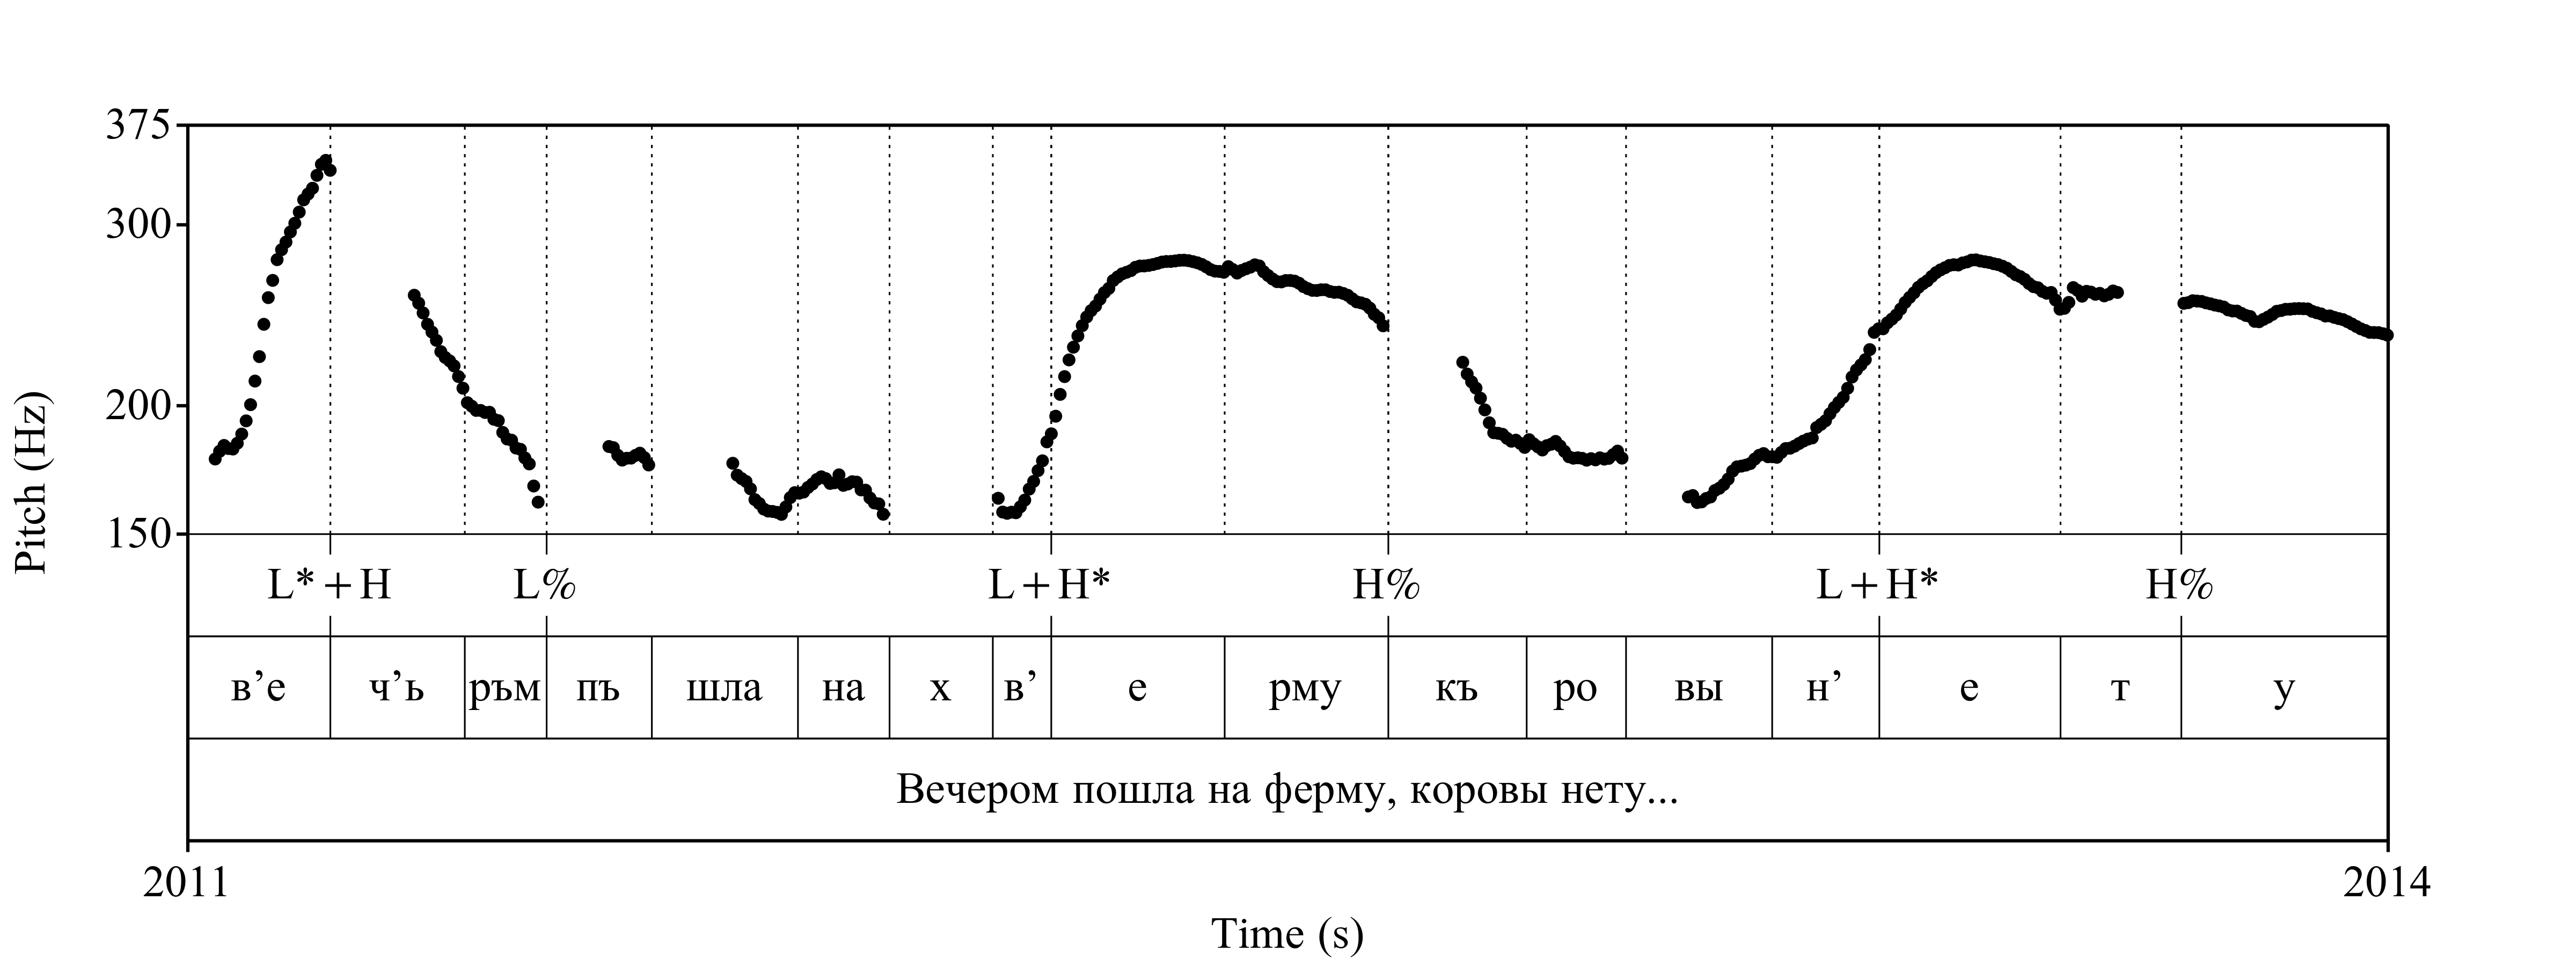 375
300
200
150
Pitch (Hz)
L*+H L% L+H* H% L+H* H%
в’е ч’ь ръм пъ шла на х в’ е рму къ ро вы н’ е т у
Вечером пошла на ферму, коровы нету...
2011 2014
Time (s)